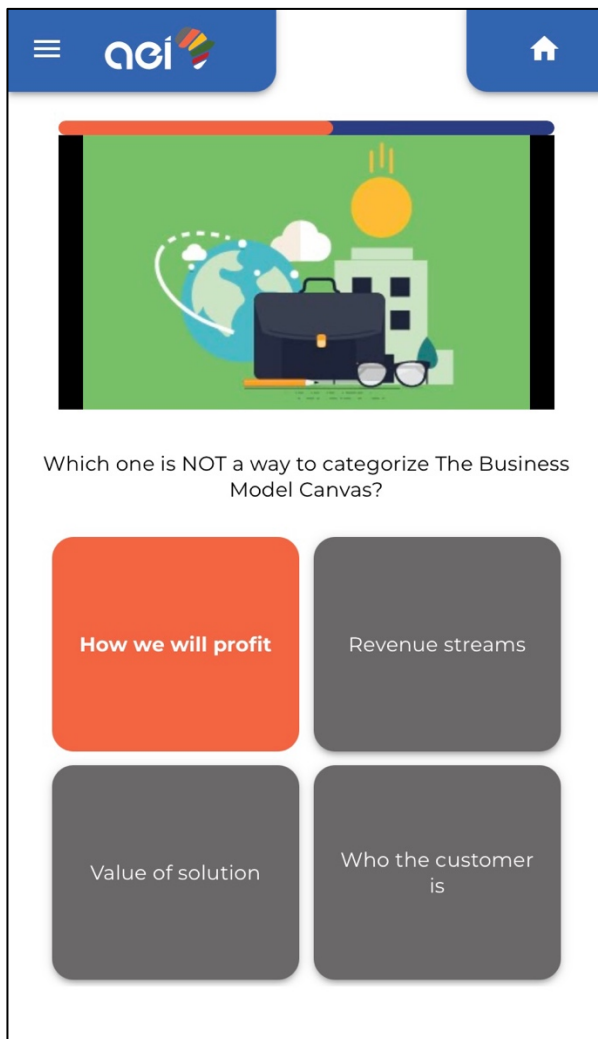 aei
Which one is NOT a way to categorize The Business
Model Canvas?
How we will profit
Revenue streams
Value of solution
Who the customer
is